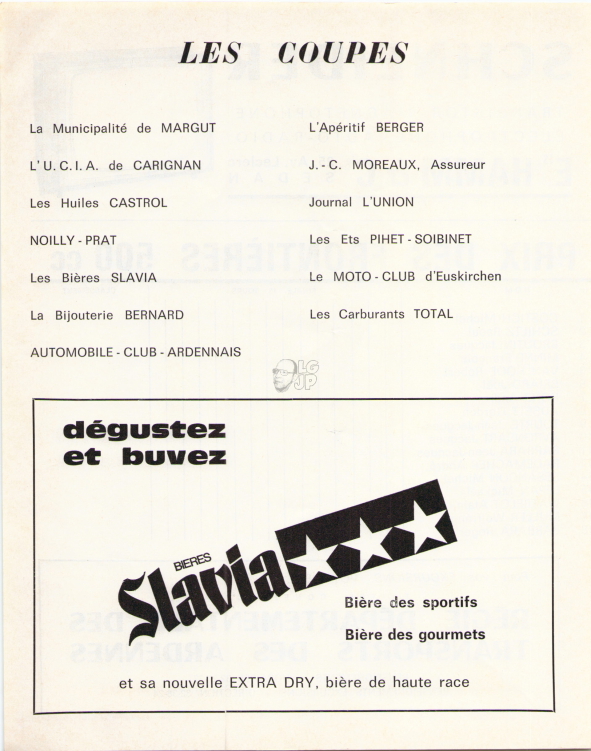 LES COUPES
La Municipalité de MARGUT
L'U.C.I.A. de CARIGNAN
Les Huiles CASTROL
NOILLY - PRAT
Les Bières SLAVIA
La Bijouterie BERNARD
AUTOMOBILE - CLUB - ARDENNAIS
L'Apéritif BERGER
J.-C. MOREAUX, Assureur
Journal L'UNION
Les Ets PIHET - SOIBINET
Le MOTO - CLUB d'Euskirchen
Les Carburants TOTAL
LG
JP
dégustez
et buvez
BIERES
Slavia
Bière des sportifs
Bière des gourmets
et sa nouvelle EXTRA DRY, bière de haute race